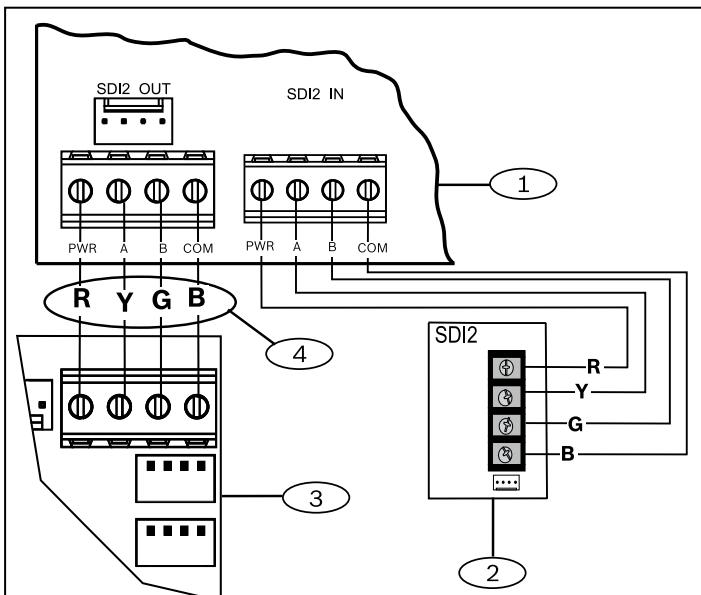 SDI2 OUT
SDI2 IN
1
PWR A B COM
PWR A B COM
R Y G B
4
SDI2
R
Y
G
B
3
2